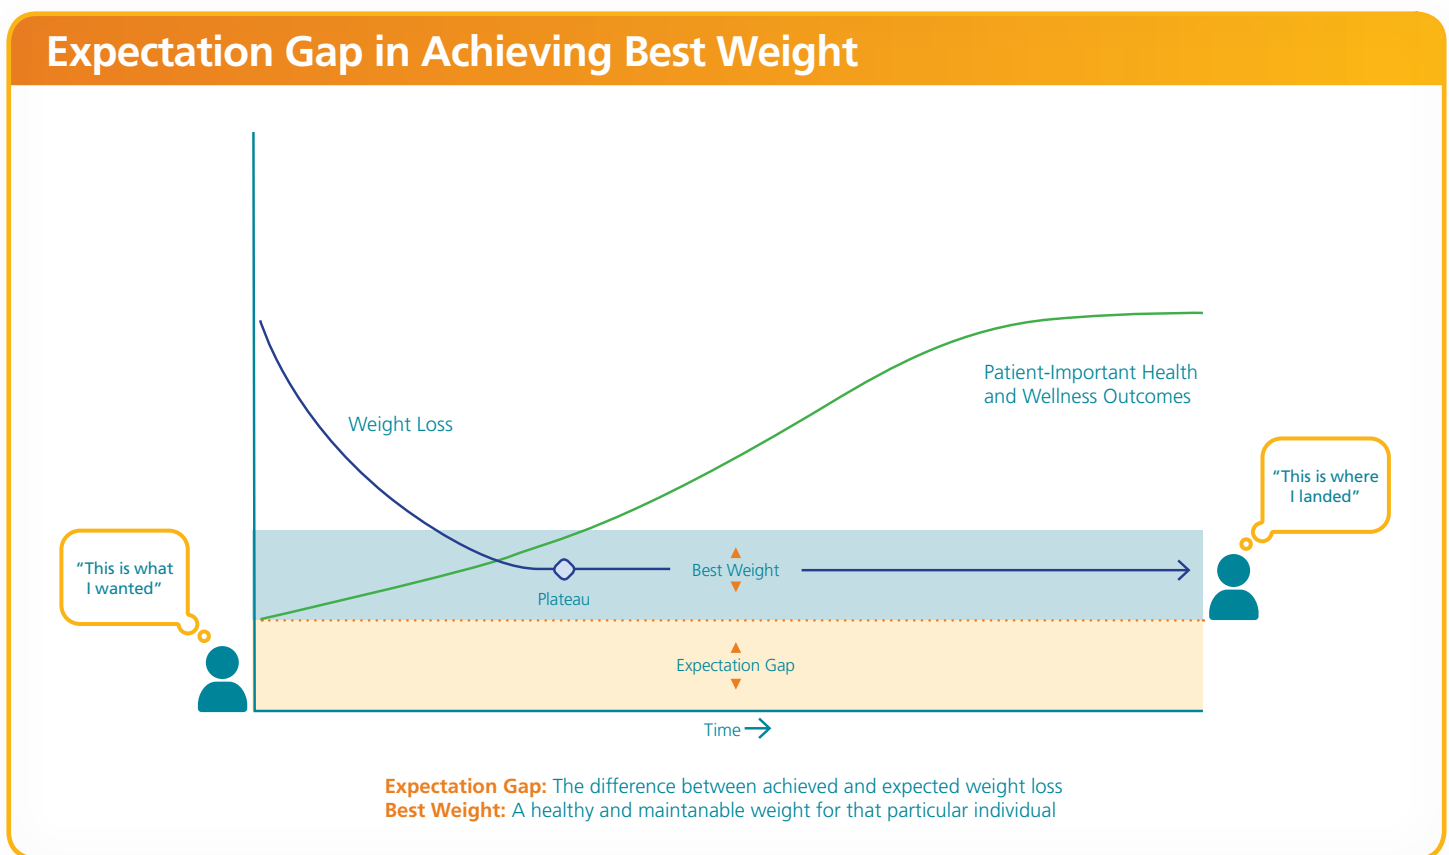 Expectation Gap in Achieving Best Weight
Weight Loss
Patient-Important Health
and Wellness Outcomes
“This is where
I landed”
“This is what
I wanted”
Best Weight
Plateau
Expectation Gap
Time
Expectation Gap: The difference between achieved and expected weight loss
Best Weight: A healthy and maintanable weight for that particular individual